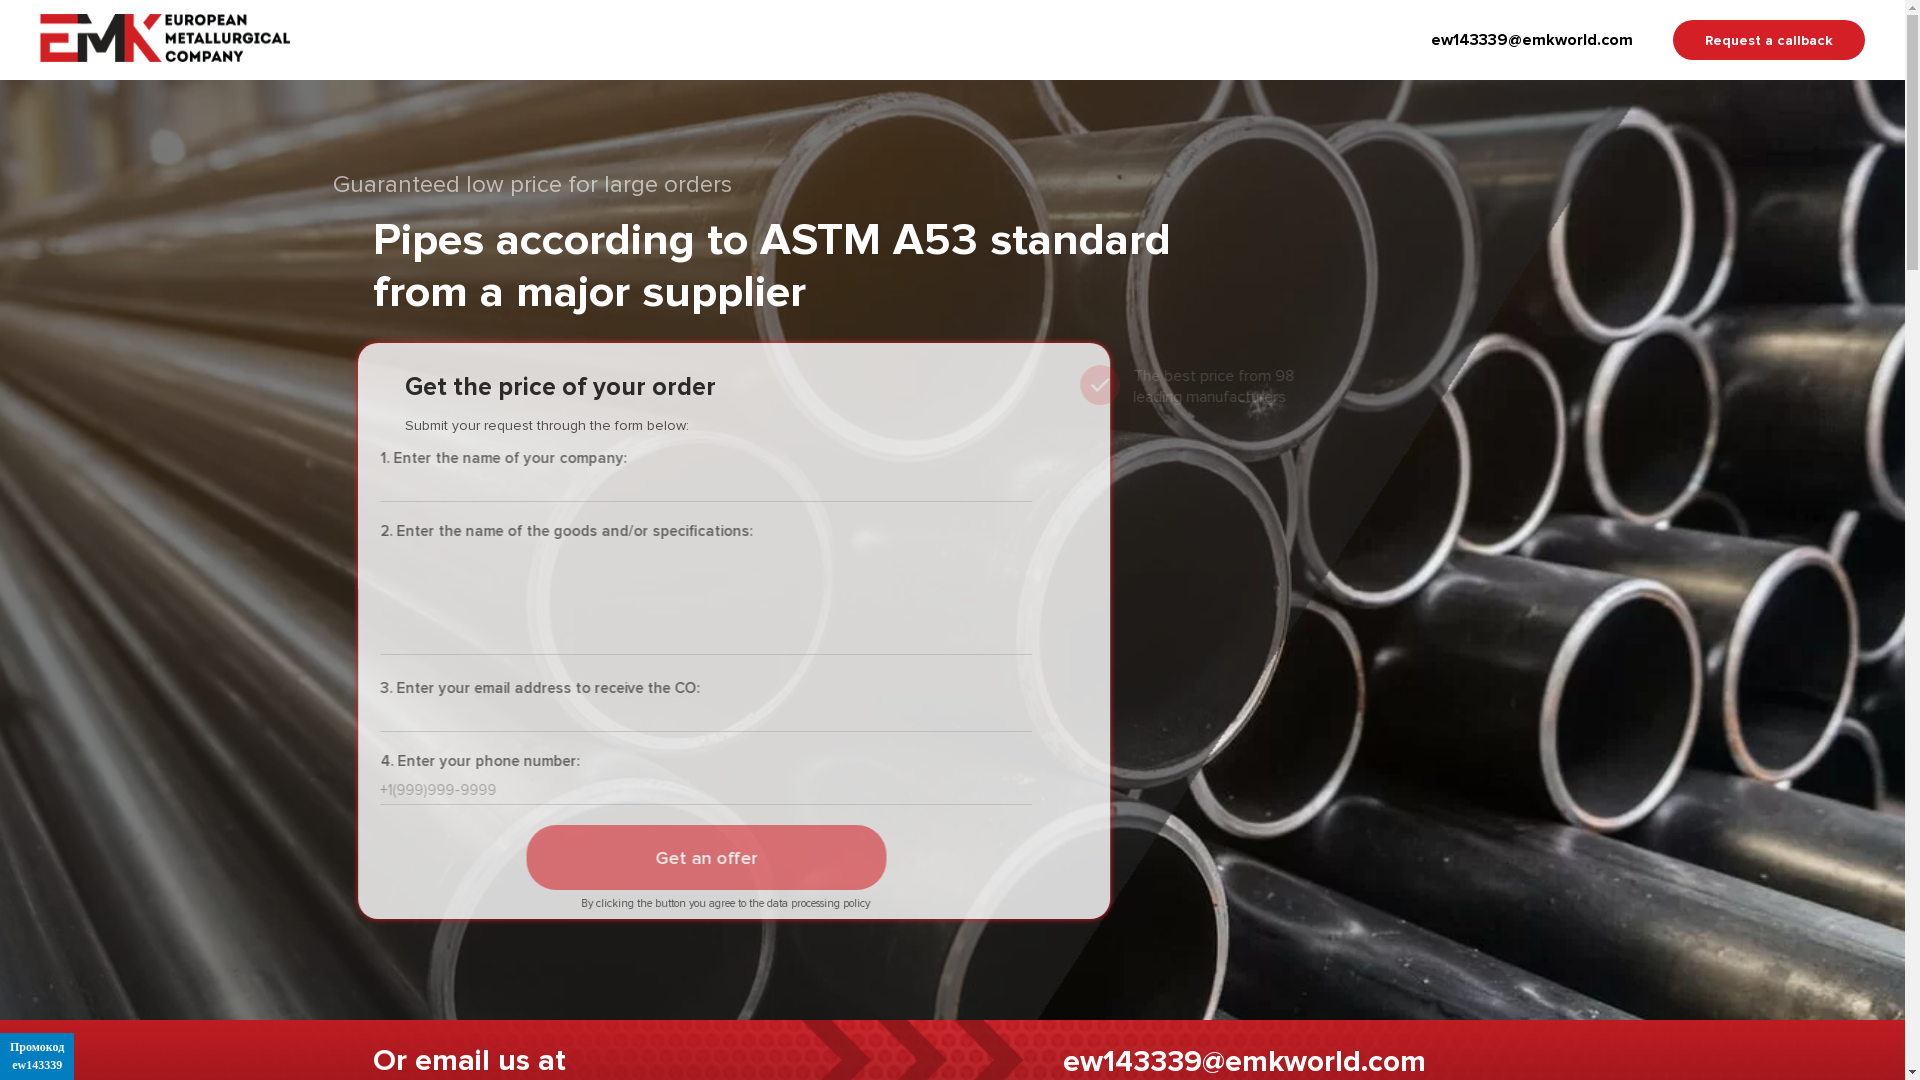 EMK EUROPEAN
METALLURGICAL
COMPANY
ew143339@emkworld.com
Request a callback
Guaranteed low price for large orders
Pipes according to ASTM A53 standard
from a major supplier
Get the price of your order
Submit your request through the form below:
The best price from 98
leading manufacturers
1. Enter the name of your company:
2. Enter the name of the goods and/or specifications:
3. Enter your email address to receive the CO:
4. Enter your phone number:
+1(999)999-9999
Get an offer
By clicking the button you agree to the data processing policy
Or email us at
ew143339@emkworld.com
Промокод
ew143339